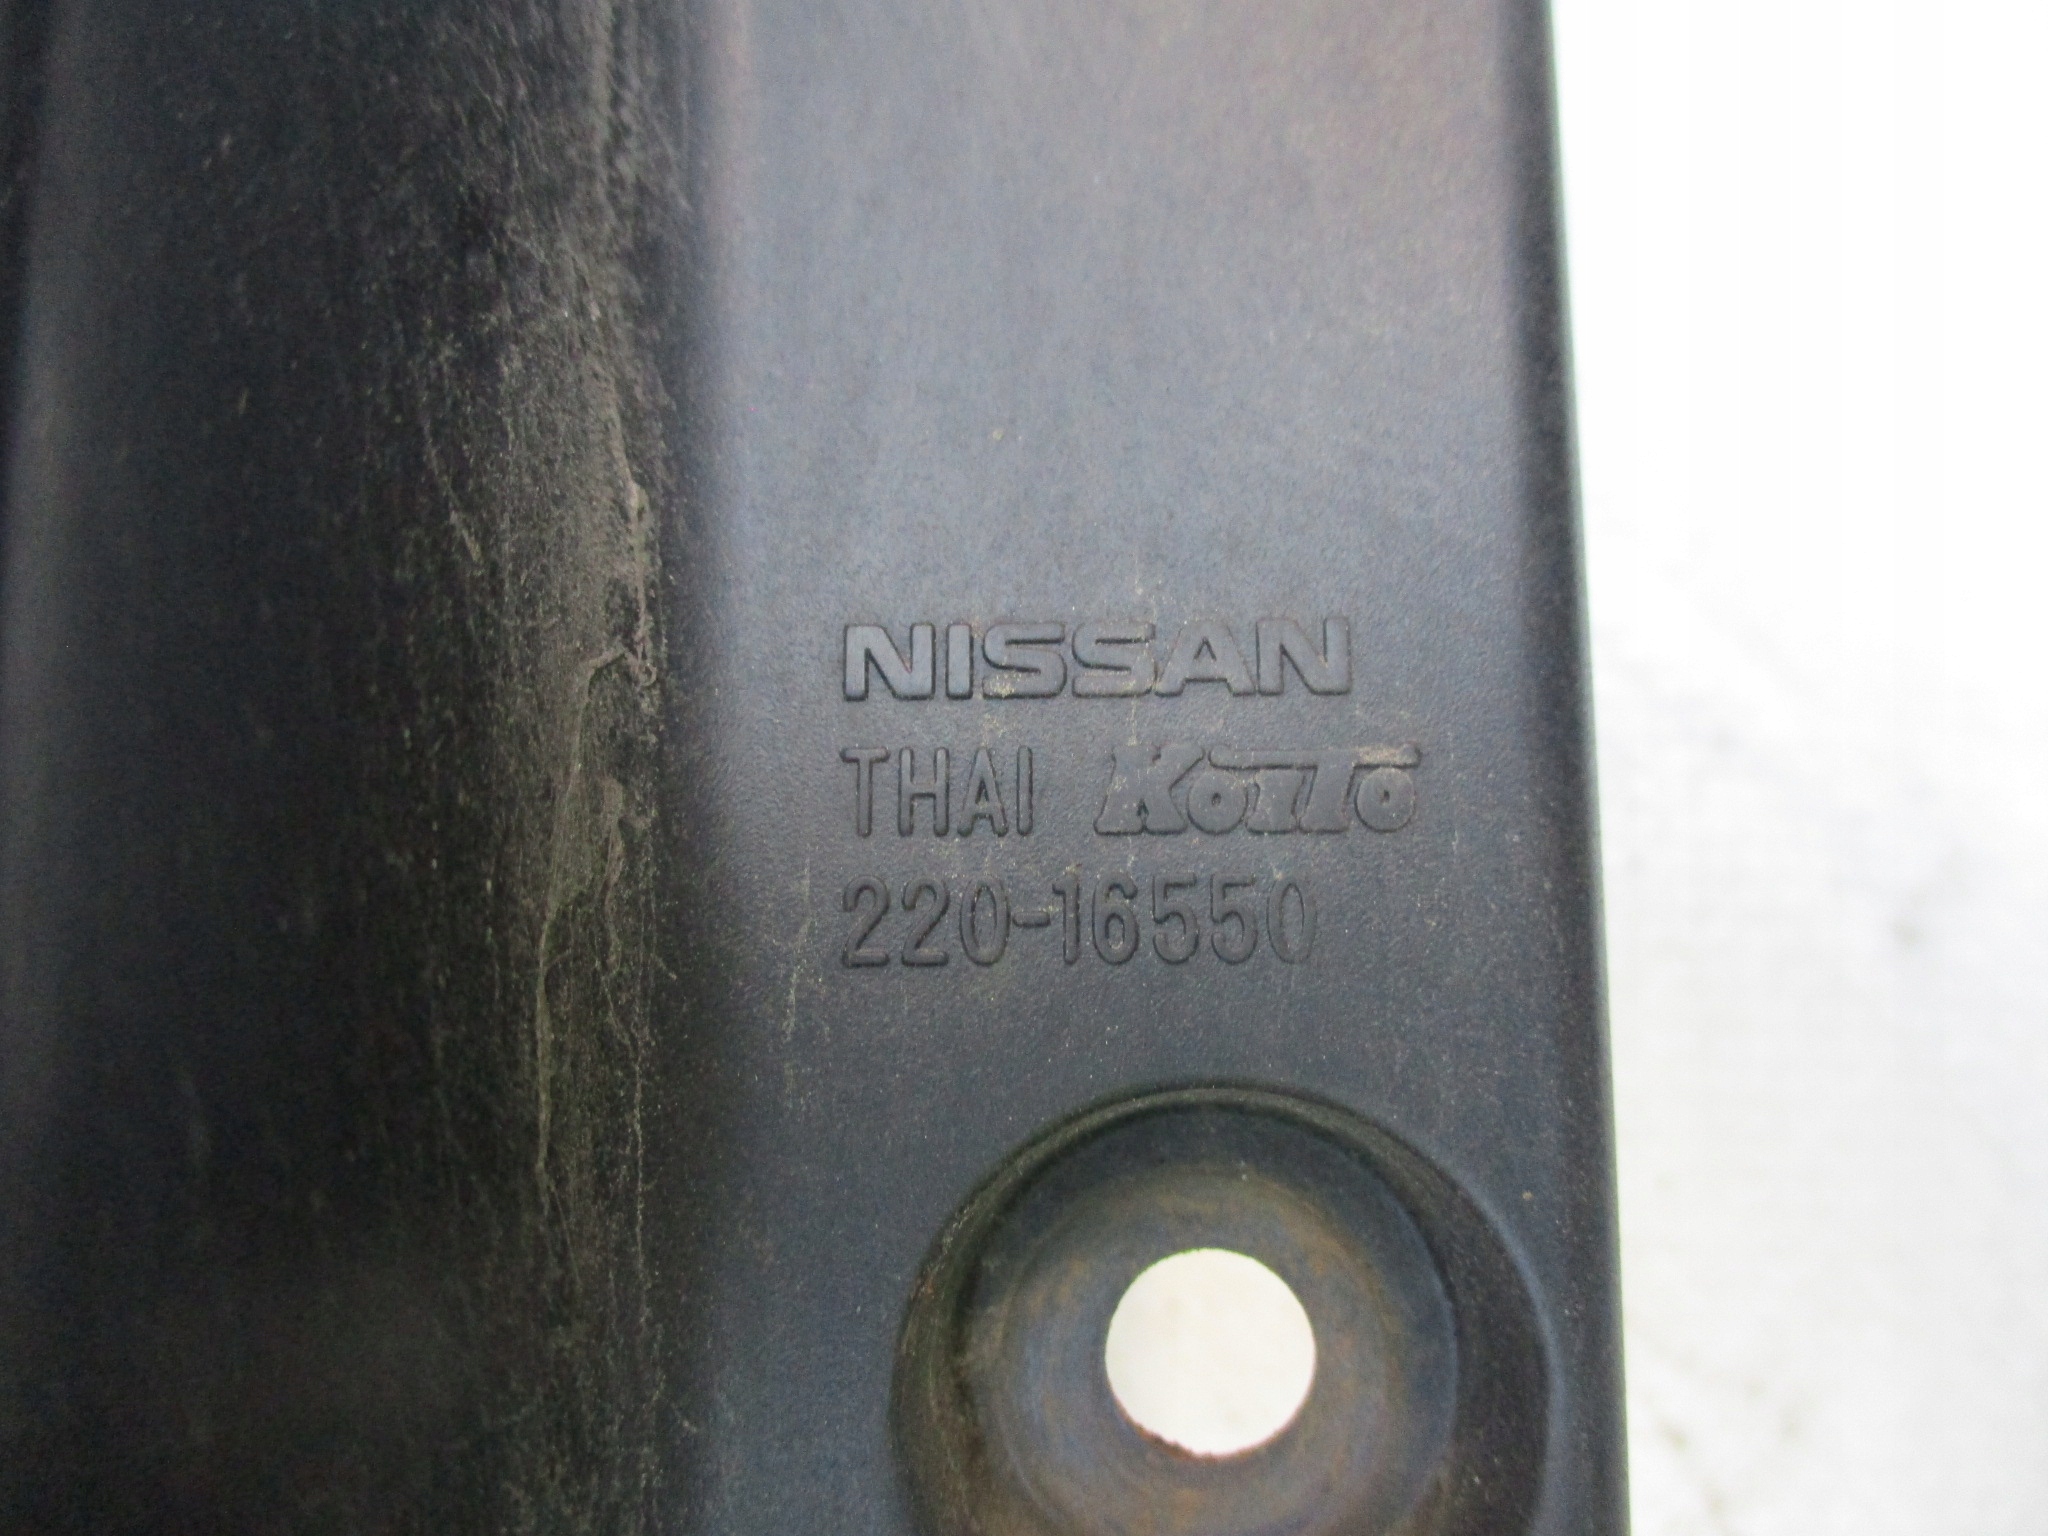 NISSAN
THAI KOITO
220-16550